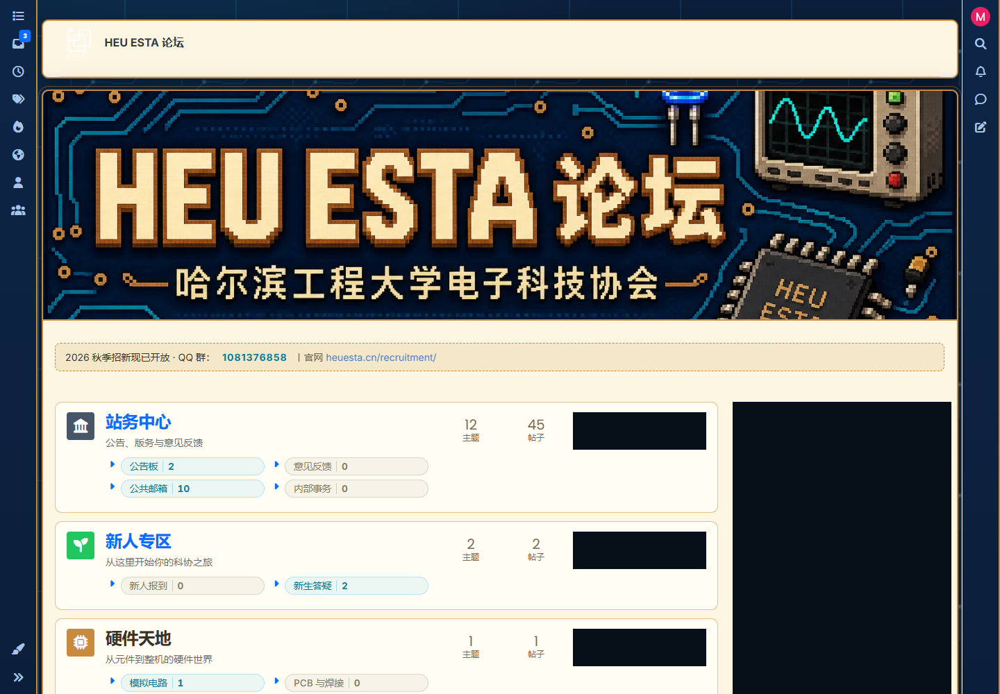 3
M
HEU ESTA 论坛
HEU ESTA 论坛
哈尔滨工程大学电子科技协会
HEU
ESTA
2026 秋季招新现已开放 · QQ 群： 1081376858 | 官网 heuesta.cn/recruitment/
站务中心
公告、版务与意见反馈
12 主题
45 帖子
公告板 2
意见反馈 0
公共邮箱 10
内部事务 0
新人专区
从这里开始你的科协之旅
2 主题
2 帖子
新人报到 0
新生答疑 2
硬件天地
从元件到整机的硬件世界
1 主题
1 帖子
模拟电路 1
PCB 与焊接 0